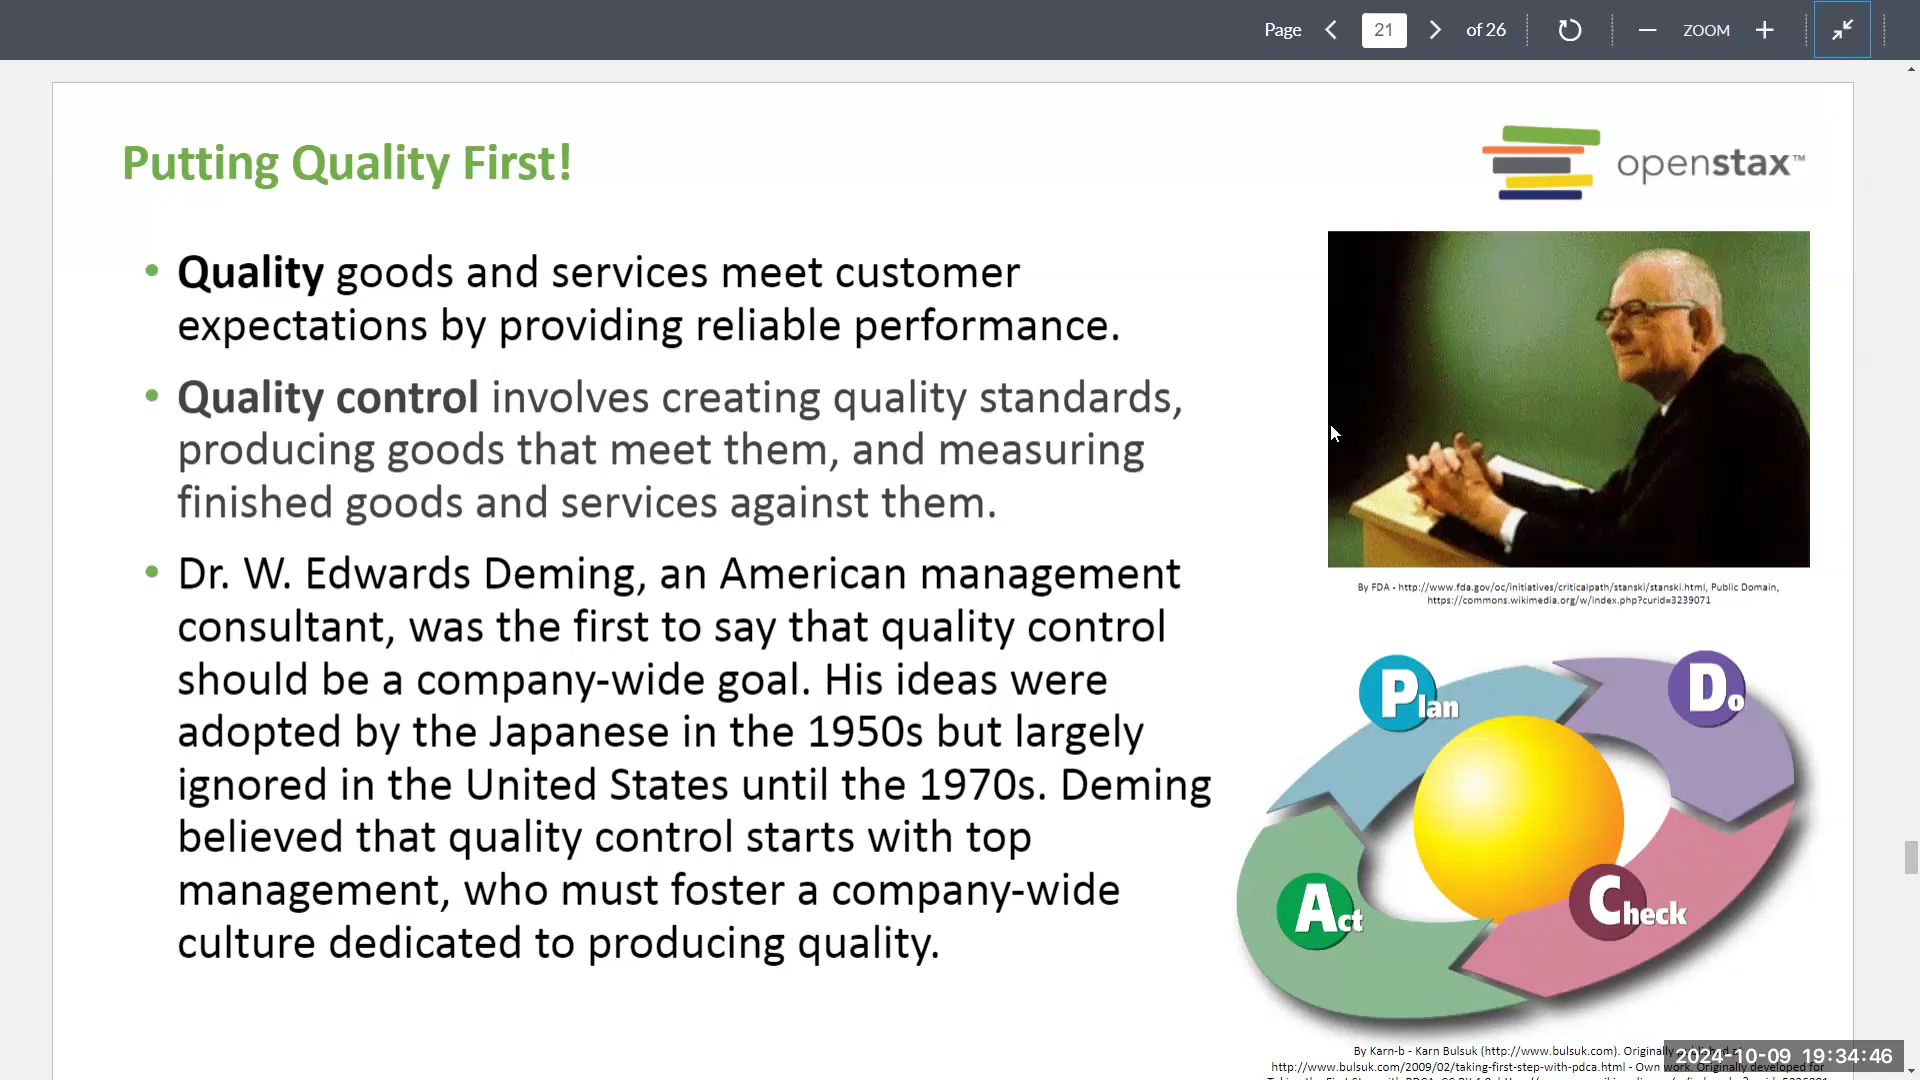 Page 21 of 26 ZOOM
Putting Quality First!
openstax™
• Quality goods and services meet customer
expectations by providing reliable performance.
• Quality control involves creating quality standards,
producing goods that meet them, and measuring
finished goods and services against them.
• Dr. W. Edwards Deming, an American management
consultant, was the first to say that quality control
should be a company-wide goal. His ideas were
adopted by the Japanese in the 1950s but largely
ignored in the United States until the 1970s. Deming
believed that quality control starts with top
management, who must foster a company-wide
culture dedicated to producing quality.
By FDA - http://www.fda.gov/oc/initiatives/criticalpath/stanski/stanski.html, Public Domain,
https://commons.wikimedia.org/w/index.php?curid=3239071
Plan
Do
Act
Check
By Karn-b - Karn Bulsuk (http://www.bulsuk.com). Originally
http://www.bulsuk.com/2009/02/taking-first-step-with-pdca.html - Own work. Originally developed for
2024-10-09 19:34:46